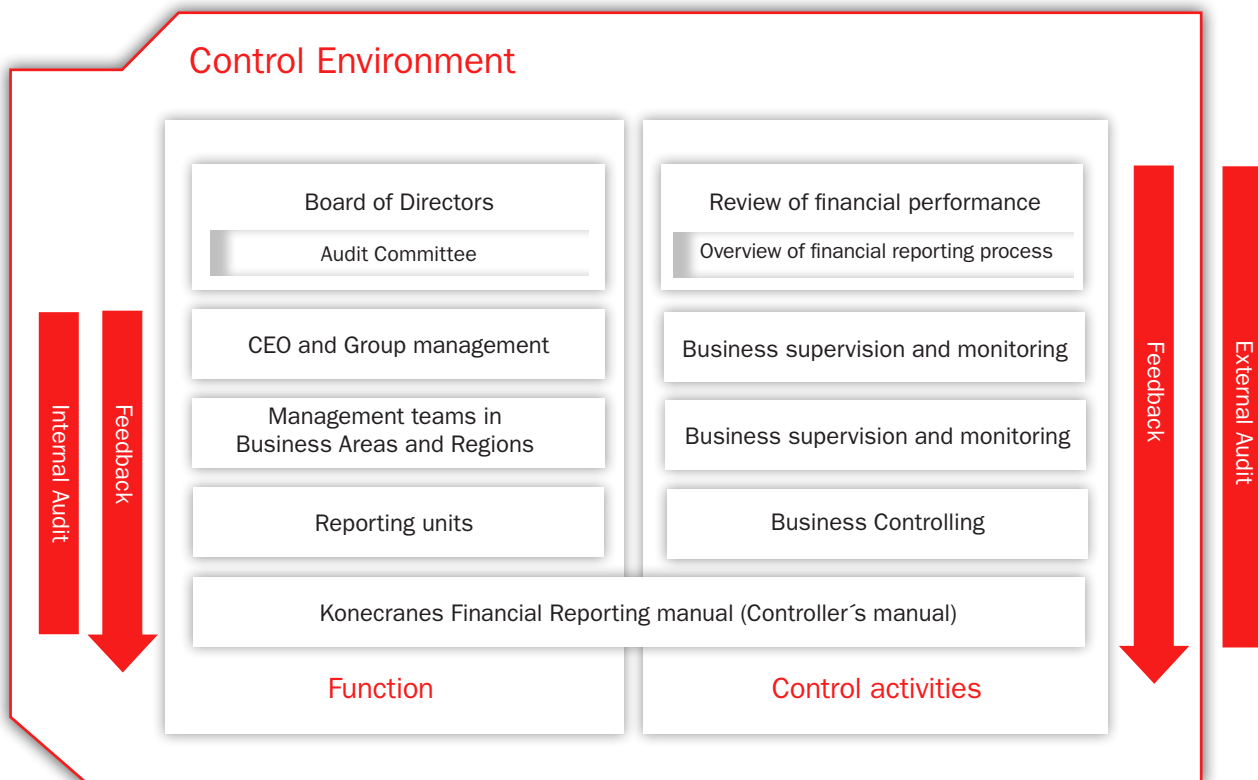 Control Environment
Board of Directors
Audit Committee
CEO and Group management
Management teams in
Business Areas and Regions
Reporting units
Review of financial performance
Overview of financial reporting process
Business supervision and monitoring
Business supervision and monitoring
Business Controlling
Konecranes Financial Reporting manual (Controller´s manual)
Function
Control activities
Internal Audit
Feedback
Feedback
External Audit